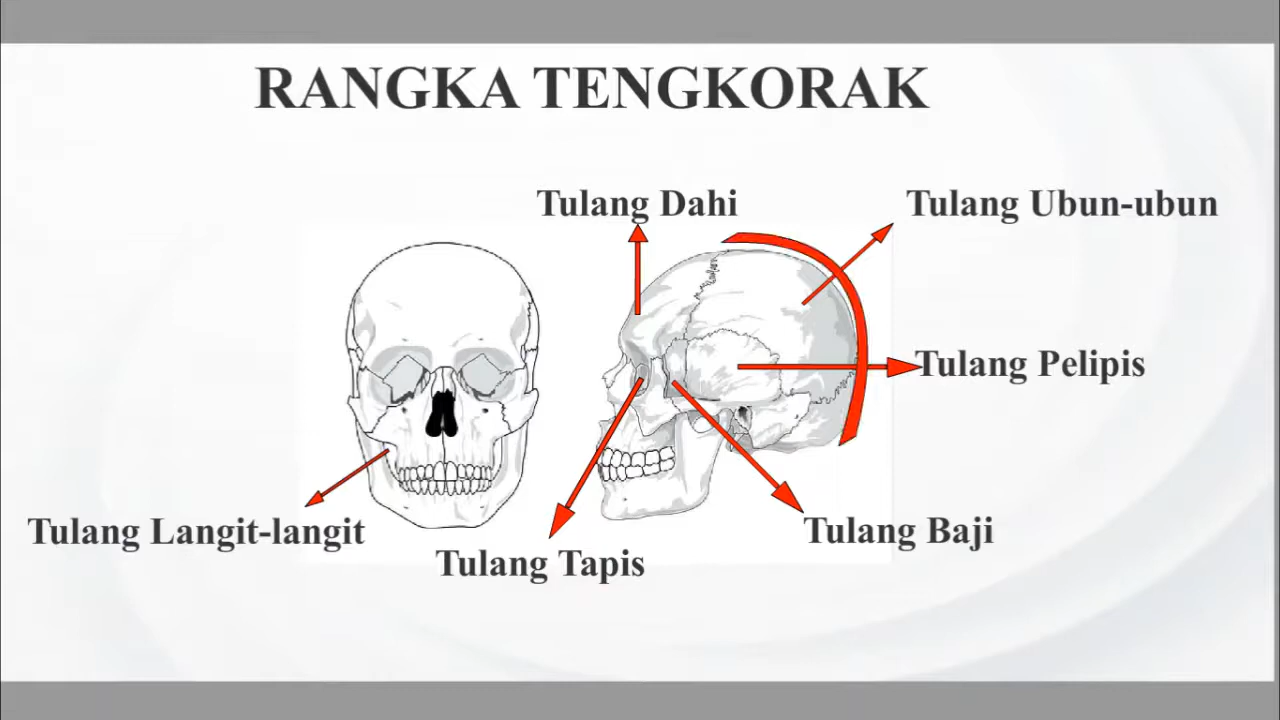 RANGKA TENGKORAK
Tulang Dahi
Tulang Ubun-ubun
Tulang Pelipis
Tulang Langit-langit
Tulang Baji
Tulang Tapis